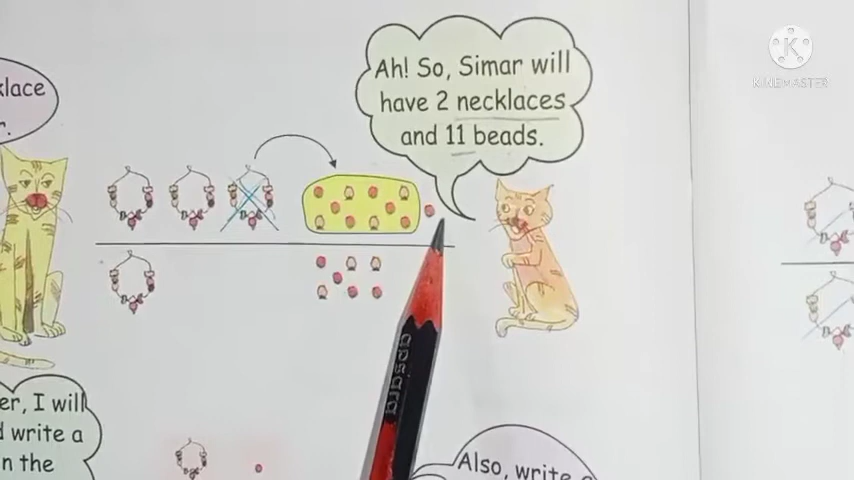 Ah! So, Simar will
have 2 necklaces
and 11 beads.
KINEMASTER
klace
r.
er, I will
d write a
n the
Also, write